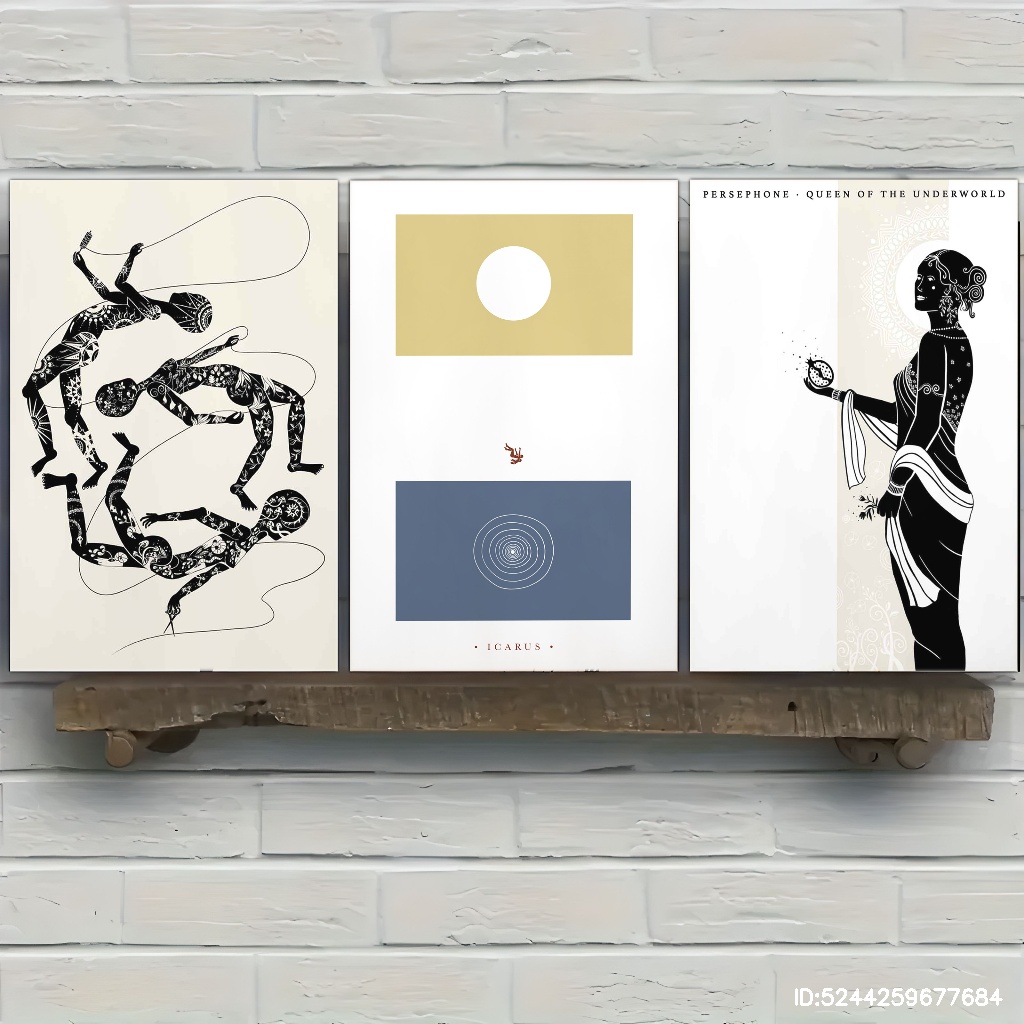 PERSEPHONE · QUEEN OF THE UNDERWORLD
• ICARUS •
ID:5244259677684